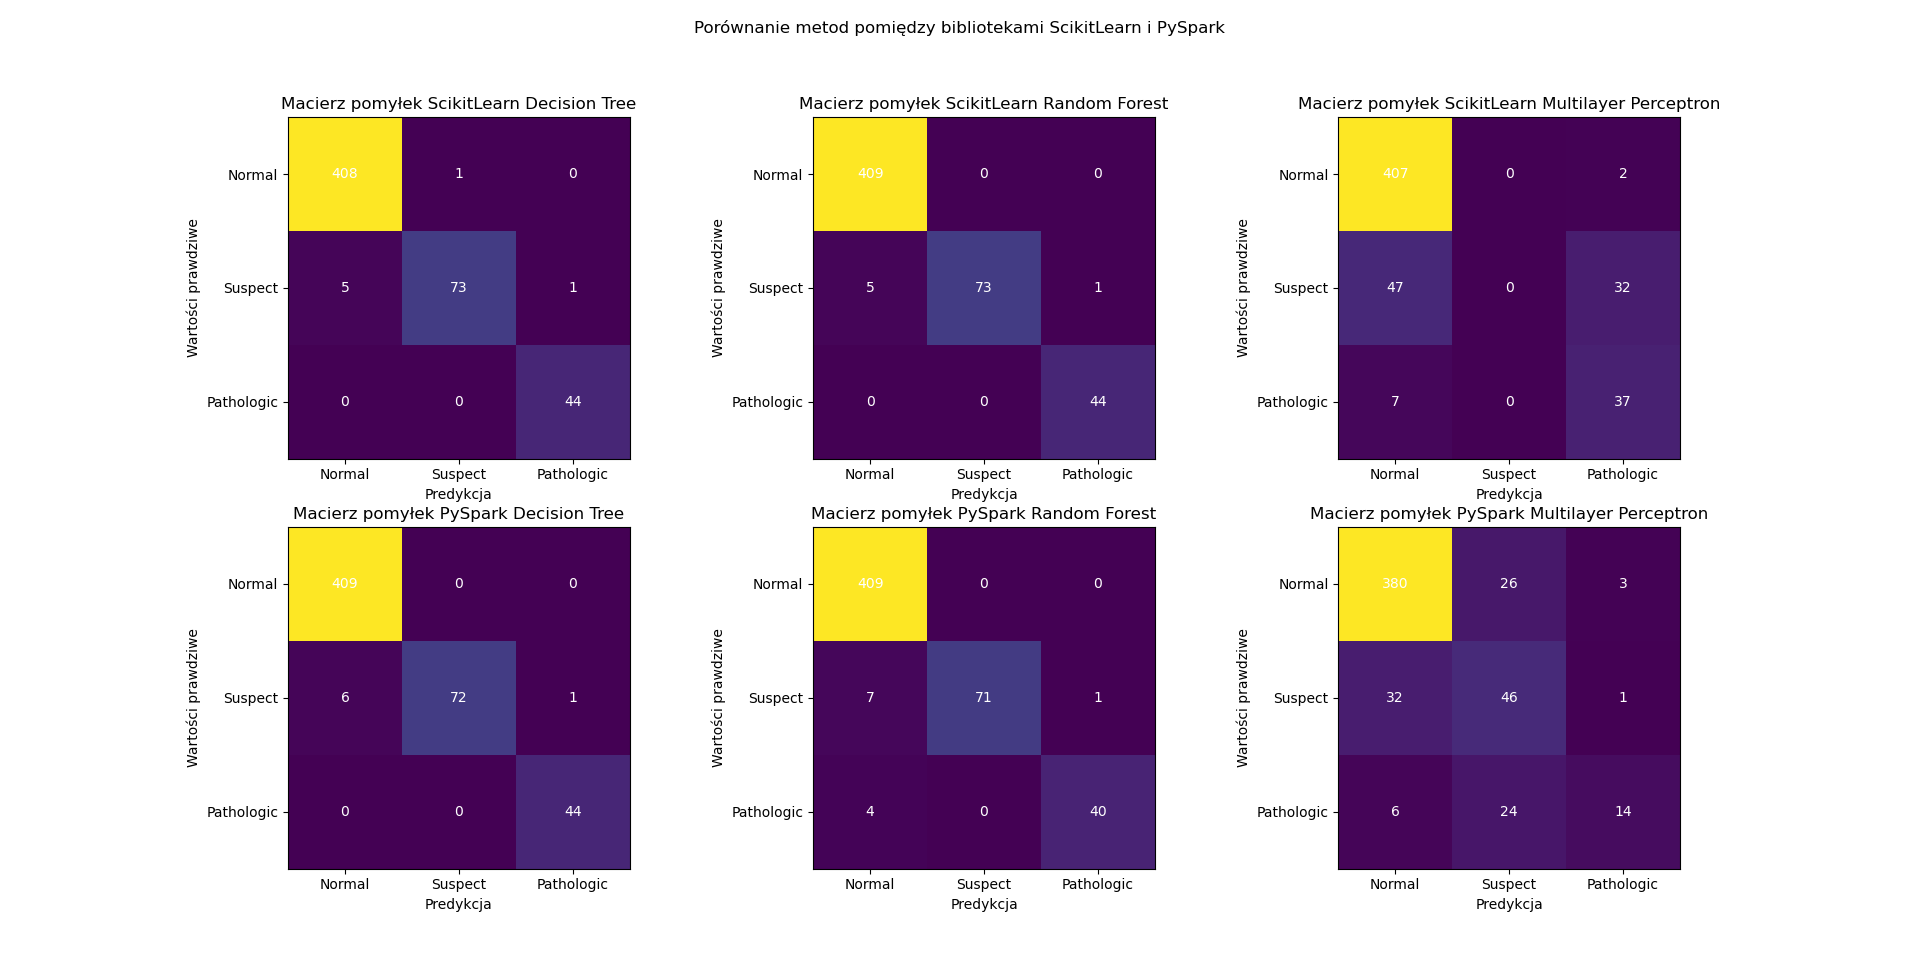 Porównanie metod pomiędzy bibliotekami ScikitLearn i PySpark
Macierz pomyłek ScikitLearn Decision Tree
Wartości prawdziwe
Normal 408 1 0
Suspect 5 73 1
Pathologic 0 0 44
Normal Suspect Pathologic
Predykcja
Macierz pomyłek ScikitLearn Random Forest
Wartości prawdziwe
Normal 409 0 0
Suspect 5 73 1
Pathologic 0 0 44
Normal Suspect Pathologic
Predykcja
Macierz pomyłek ScikitLearn Multilayer Perceptron
Wartości prawdziwe
Normal 407 0 2
Suspect 47 0 32
Pathologic 7 0 37
Normal Suspect Pathologic
Predykcja
Macierz pomyłek PySpark Decision Tree
Wartości prawdziwe
Normal 409 0 0
Suspect 6 72 1
Pathologic 0 0 44
Normal Suspect Pathologic
Predykcja
Macierz pomyłek PySpark Random Forest
Wartości prawdziwe
Normal 409 0 0
Suspect 7 71 1
Pathologic 4 0 40
Normal Suspect Pathologic
Predykcja
Macierz pomyłek PySpark Multilayer Perceptron
Wartości prawdziwe
Normal 380 26 3
Suspect 32 46 1
Pathologic 6 24 14
Normal Suspect Pathologic
Predykcja